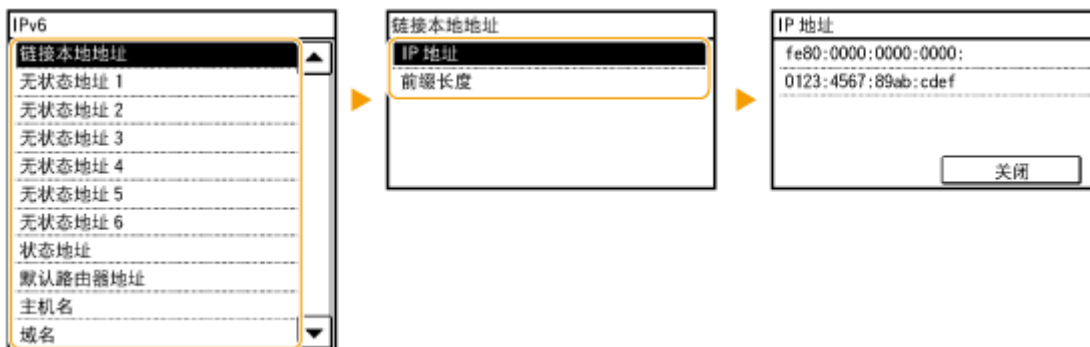 IPv6
链接本地地址
无状态地址 1
无状态地址 2
无状态地址 3
无状态地址 4
无状态地址 5
无状态地址 6
状态地址
默认路由器地址
主机名
域名
链接本地地址
IP 地址
前缀长度
IP 地址
fe80:0000:0000:0000:
0123:4567:89ab:cdef
关闭